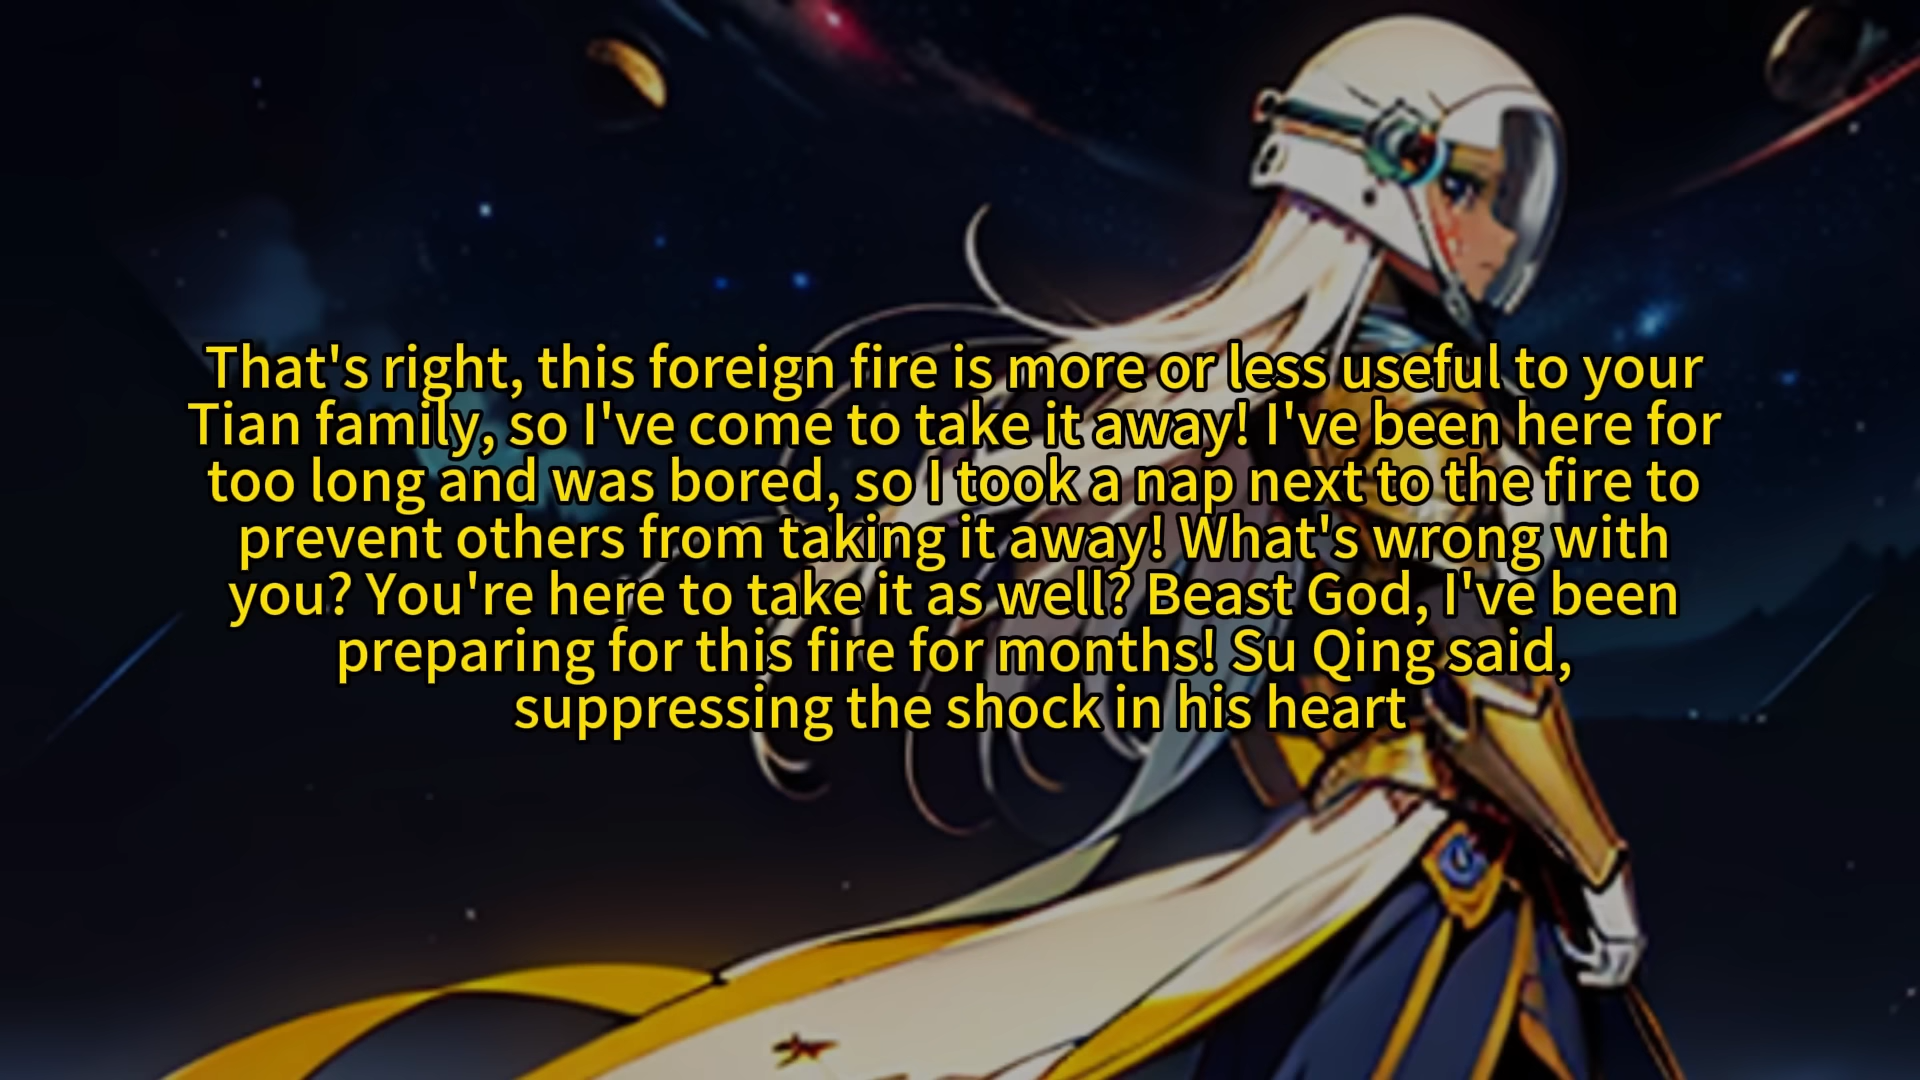 That's right, this foreign fire is more or less useful to your
Tian family, so I've come to take it away! I've been here for
too long and was bored, so I took a nap next to the fire to
prevent others from taking it away! What's wrong with
you? You're here to take it as well? Beast God, I've been
preparing for this fire for months! Su Qing said,
suppressing the shock in his heart